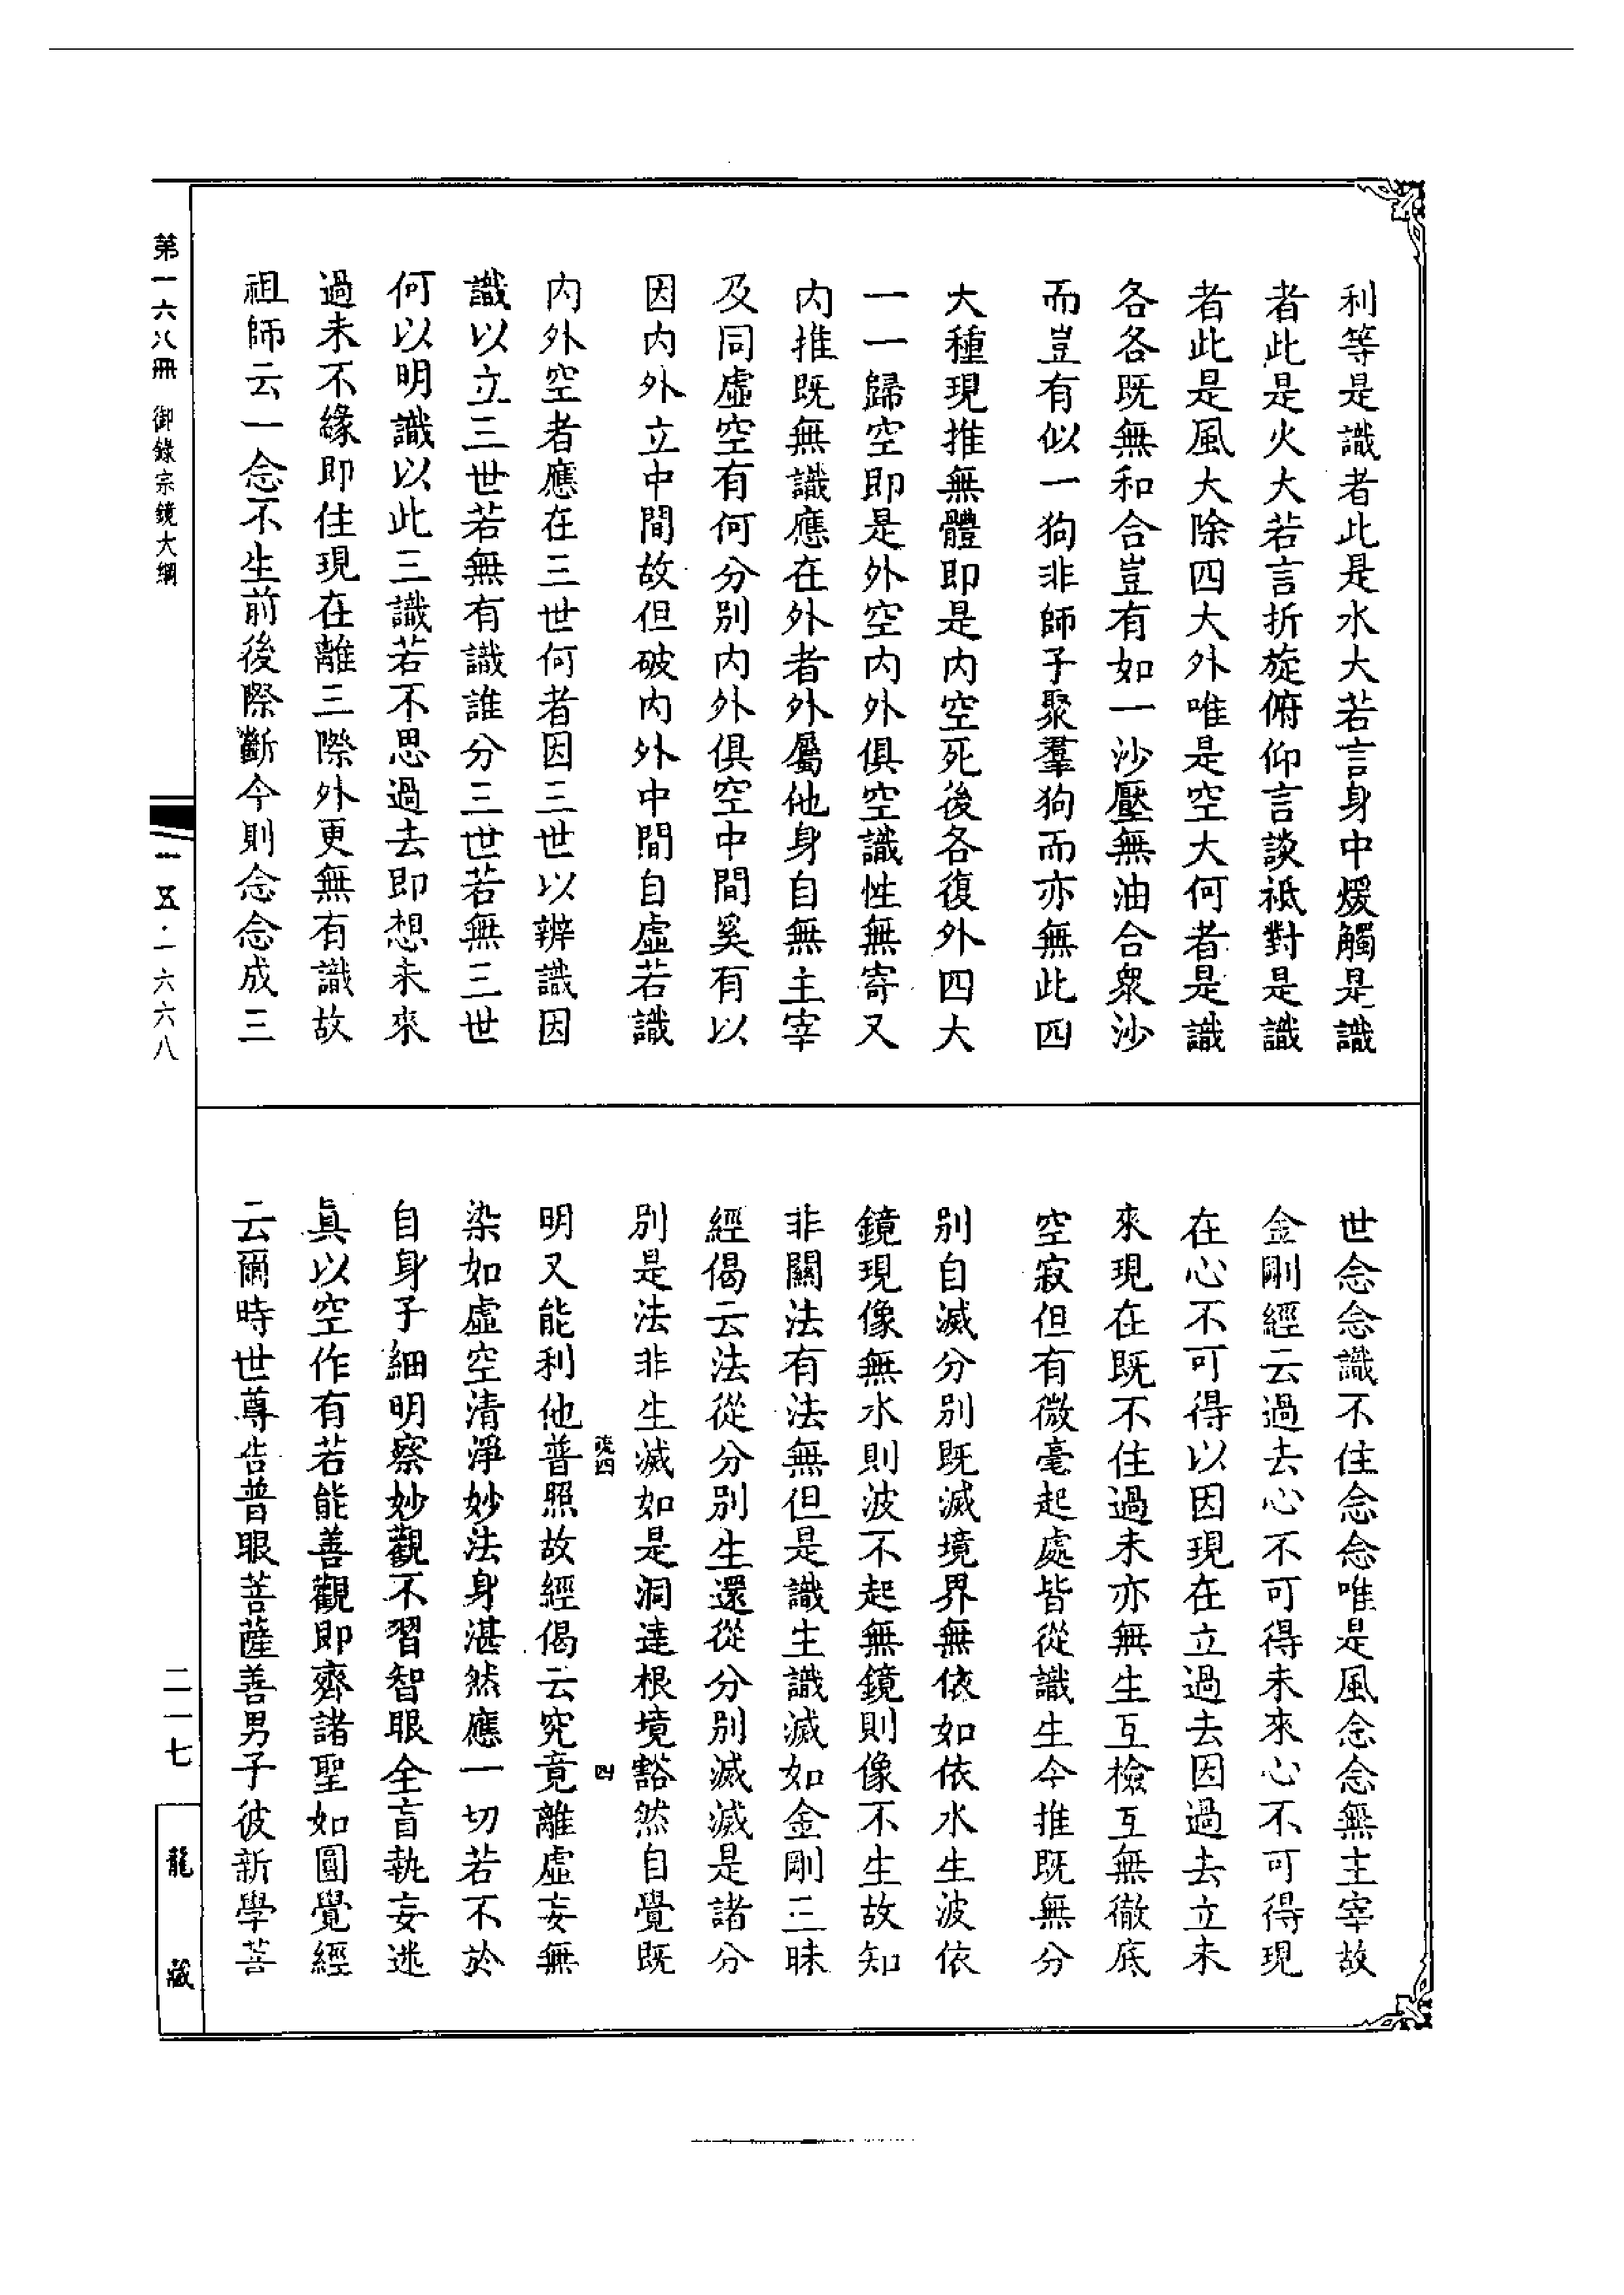 利等是識者此是水大若言身中煖觸是識
者此是火大若言折旋俯仰言談祇對是識
者此是風大除四大外唯是空大何者是識
各各既無和合豈有如一沙壓無油合衆沙
而豈有似一狗非師子聚羣狗而亦無此四
大種現推無體即是内空死後各復外四大
一一歸空即是外空内外俱空識性無寄又
内推既無識應在外者外屬他身自無主宰
及同虛空有何分別内外俱空中間奚有以
因内外立中間故但破内外中間自虛若識
内外空者應在三世何者因三世以辨識因
識以立三世若無有識誰分三世若無三世
何以明識以此三識若不思過去即想未來
過未不緣即住現在離三際外更無有識故
祖師云一念不生前後際斷今則念念成三
世念念識不住念念唯是風念念無主宰故
金剛經云過去心不可得未來心不可得現
在心不可得以因現在立過去因過去立未
來現在既不住過未亦無生互檢互無徹底
空寂但有微毫起處皆從識生今推既無分
別自滅分別既滅境界無依如依水生波依
鏡現像無水則波不起無鏡則像不生故知
非關法有法無但是識生識滅如金剛三昧
經偈云法從分別生還從分別滅滅是諸分
別是法非生滅如是洞達根境豁然自覺既
明又能利他普照故經偈云究竟離虛妄無
染如虛空清淨妙法身湛然應一切若不於
自身子細明察妙觀不習智眼全盲執妄迷
眞以空作有若能善觀即齊諸聖如圓覺經
云爾時世尊告普眼菩薩善男子彼新學菩
第一六八冊 御錄宗鏡大綱
一五·一六六八
二一七
龍藏